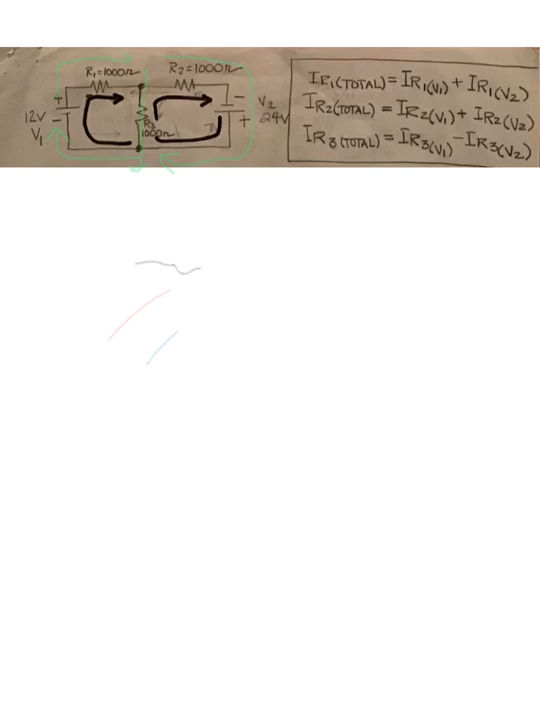 R₁=1000Ω
R₂=1000Ω
+
−
12V
V₁
R₃
1000Ω
−
+
V₂
24V
IR₁(TOTAL)=IR₁(V₁)+IR₁(V₂)
IR₂(TOTAL)=IR₂(V₁)+IR₂(V₂)
IR₃(TOTAL)=IR₃(V₁)−IR₃(V₂)